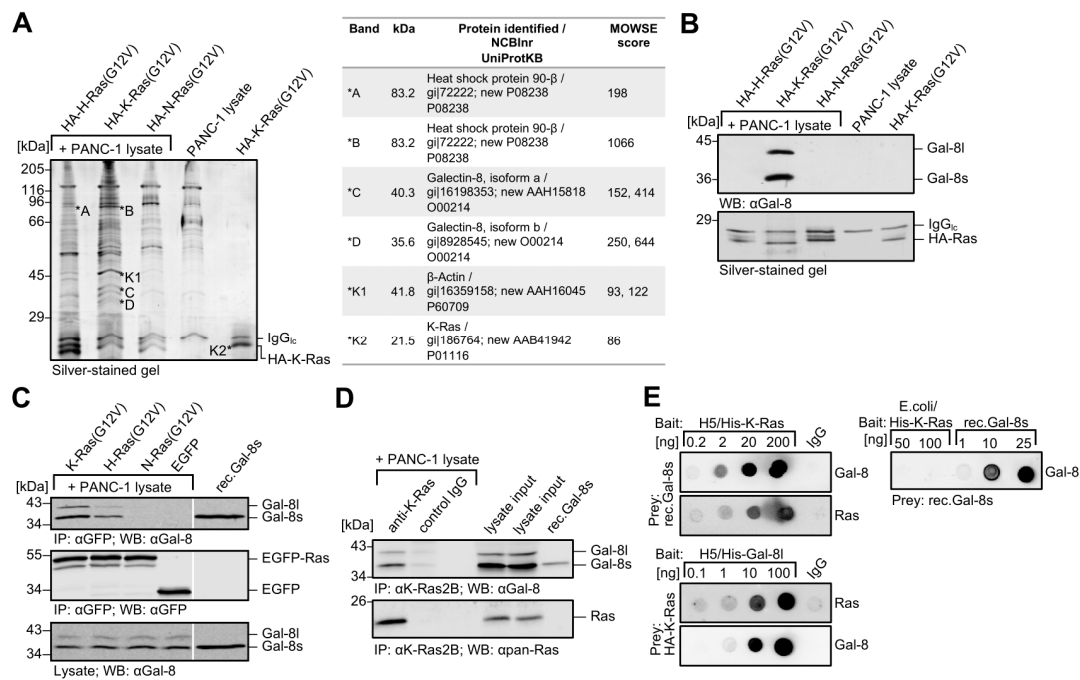 A
HA-H-Ras(G12V)
HA-K-Ras(G12V)
HA-N-Ras(G12V)
PANC-1 lysate
HA-K-Ras(G12V)
+ PANC-1 lysate
[kDa]
205
116
96
66
45
29
*A
*B
*K1
*C
*D
K2*
IgGlc
HA-K-Ras
Silver-stained gel
Band kDa Protein identified / NCBInr UniProtKB MOWSE score
*A 83.2 Heat shock protein 90-β / gi|72222; new P08238 P08238 198
*B 83.2 Heat shock protein 90-β / gi|72222; new P08238 P08238 1066
*C 40.3 Galectin-8, isoform a / gi|16198353; new AAH15818 O00214 152, 414
*D 35.6 Galectin-8, isoform b / gi|8928545; new O00214 O00214 250, 644
*K1 41.8 β-Actin / gi|16359158; new AAH16045 P60709 93, 122
*K2 21.5 K-Ras / gi|186764; new AAB41942 P01116 86
B
HA-H-Ras(G12V)
HA-K-Ras(G12V)
HA-N-Ras(G12V)
PANC-1 lysate
HA-K-Ras(G12V)
[kDa]
+ PANC-1 lysate
45
36
Gal-8l
Gal-8s
WB: αGal-8
29
IgGlc
HA-Ras
Silver-stained gel
C
K-Ras(G12V)
H-Ras(G12V)
N-Ras(G12V)
EGFP
rec.Gal-8s
[kDa]
+ PANC-1 lysate
43
34
Gal-8l
Gal-8s
IP: αGFP; WB: αGal-8
55
34
EGFP-Ras
EGFP
IP: αGFP; WB: αGFP
43
34
Gal-8l
Gal-8s
Lysate; WB: αGal-8
D
+ PANC-1 lysate
anti-K-Ras
control IgG
lysate input
lysate input
rec.Gal-8s
[kDa]
43
34
Gal-8l
Gal-8s
IP: αK-Ras2B; WB: αGal-8
26
17
Ras
IP: αK-Ras2B; WB: αpan-Ras
E
Bait: H5/His-K-Ras
[ng] 0.2 2 20 200 IgG
Prey: rec.Gal-8s
Gal-8
Ras
E.coli/
Bait: His-K-Ras rec.Gal-8s
[ng] 50 100 1 10 25
Gal-8
Prey: rec.Gal-8s
Bait: H5/His-Gal-8l
[ng] 0.1 1 10 100 IgG
Prey: HA-K-Ras
Ras
Gal-8